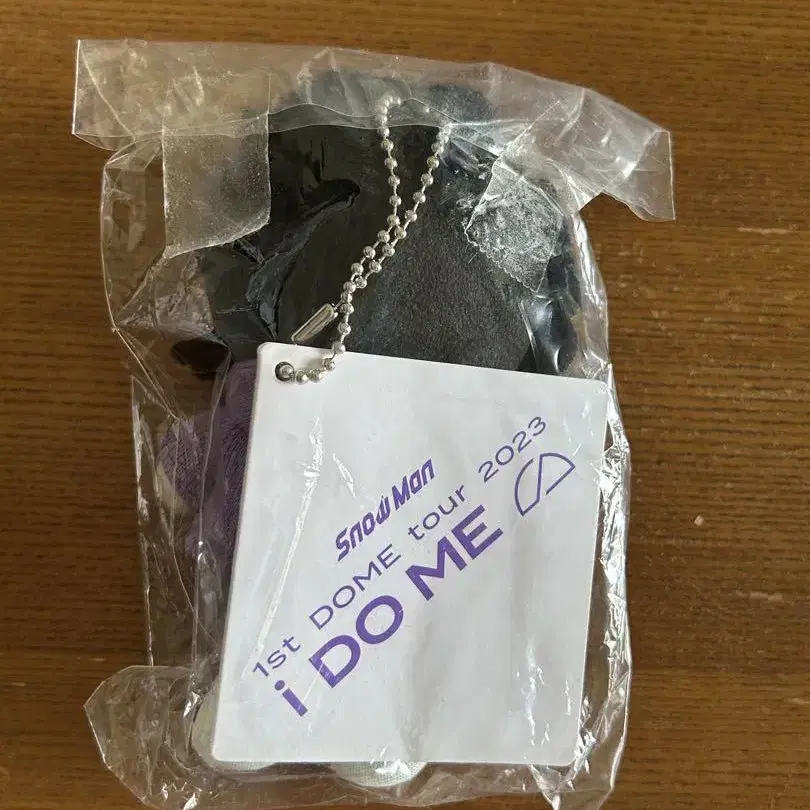 Snow Man
1st DOME tour 2023
i DO ME